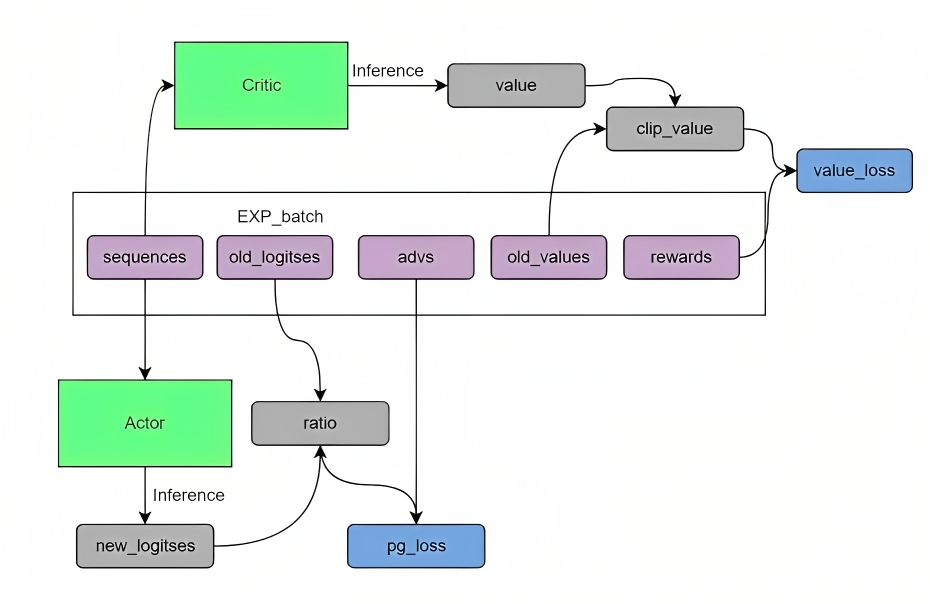 Critic
Inference
value
clip_value
value_loss
EXP_batch
sequences
old_logitses
advs
old_values
rewards
Actor
ratio
Inference
new_logitses
pg_loss